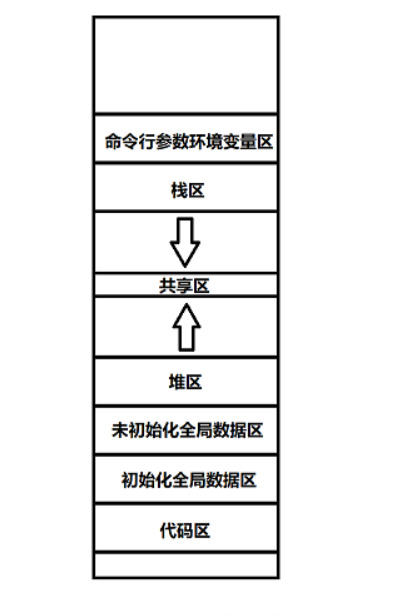 命令行参数环境变量区
栈区
共享区
堆区
未初始化全局数据区
初始化全局数据区
代码区